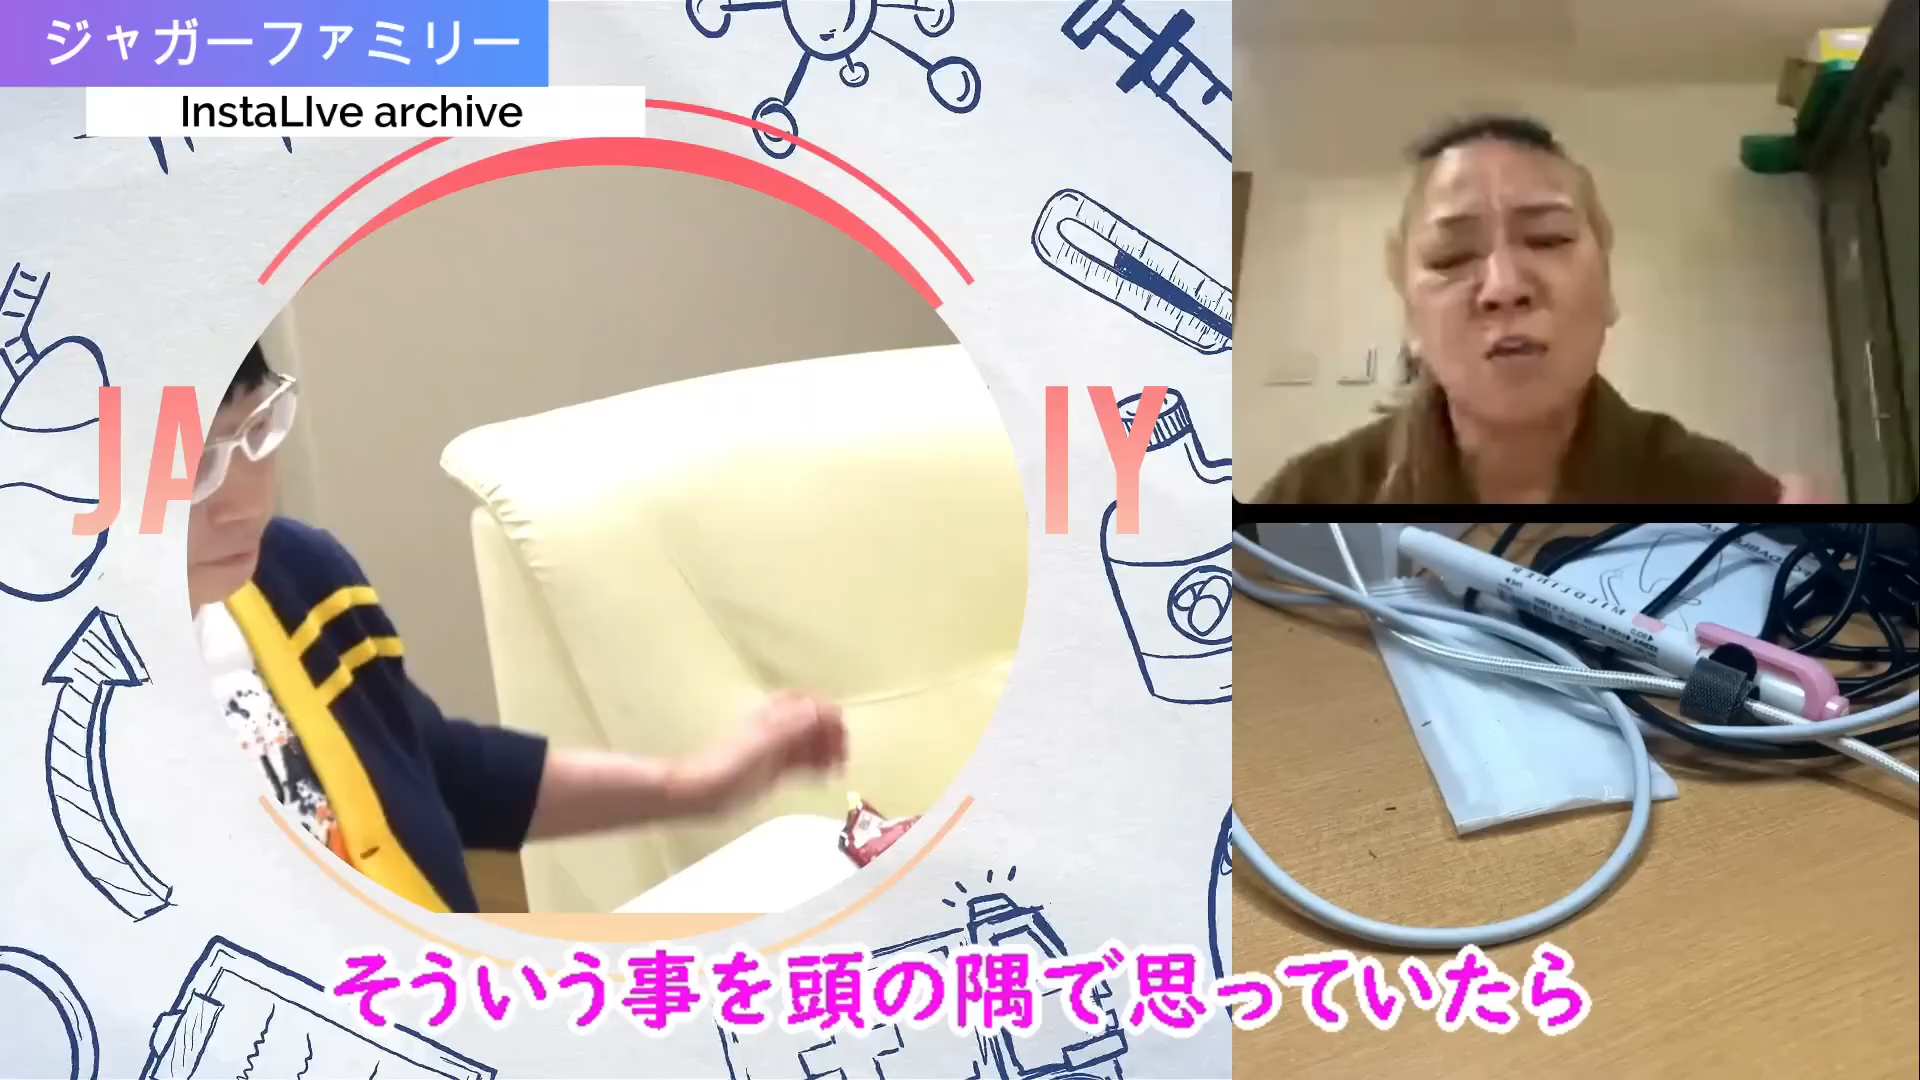 ジャガーファミリー
InstaLIve archive
JA
IY
WILDLINER
そういう事を頭の隅で思っていたら